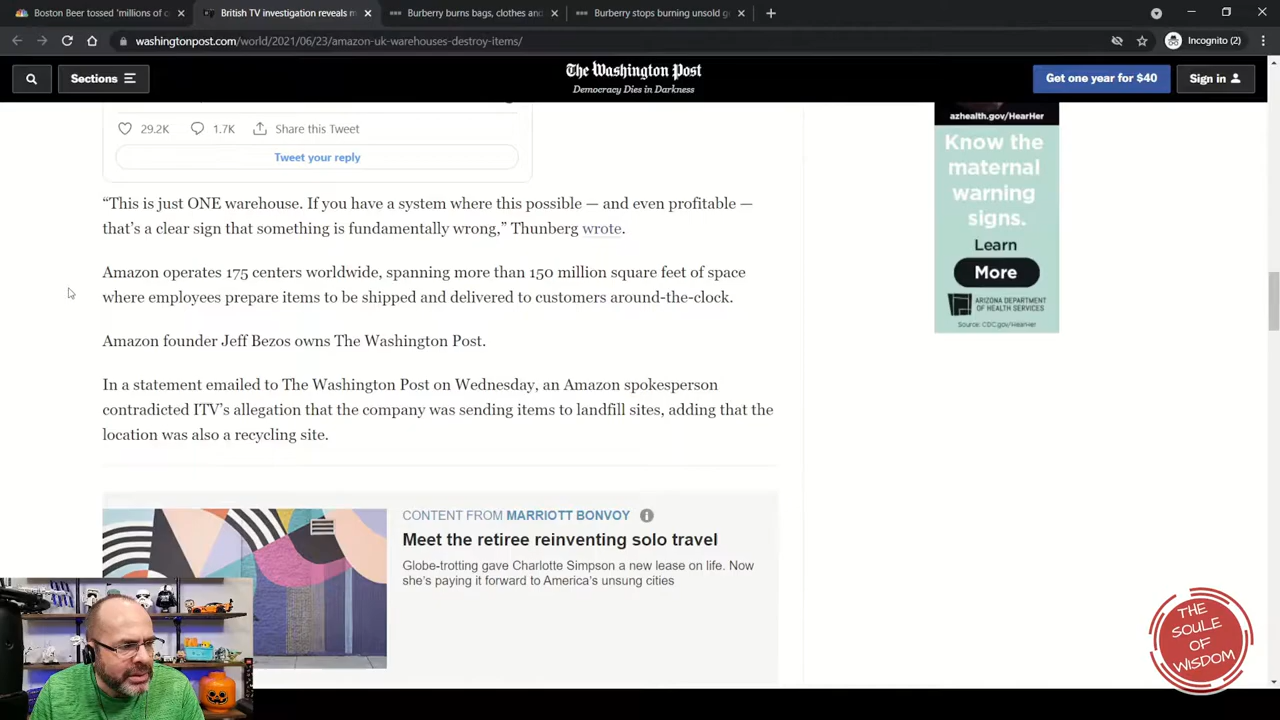 Boston Beer tossed 'millions of c
British TV investigation reveals m
Burberry burns bags, clothes and
Burberry stops burning unsold g
washingtonpost.com/world/2021/06/23/amazon-uk-warehouses-destroy-items/
Incognito (2)
Sections
The Washington Post
Democracy Dies in Darkness
Get one year for $40
Sign in
29.2K
1.7K
Share this Tweet
Tweet your reply
“This is just ONE warehouse. If you have a system where this possible — and even profitable —
that’s a clear sign that something is fundamentally wrong,” Thunberg wrote.
Amazon operates 175 centers worldwide, spanning more than 150 million square feet of space
where employees prepare items to be shipped and delivered to customers around-the-clock.
Amazon founder Jeff Bezos owns The Washington Post.
In a statement emailed to The Washington Post on Wednesday, an Amazon spokesperson
contradicted ITV’s allegation that the company was sending items to landfill sites, adding that the
location was also a recycling site.
CONTENT FROM MARRIOTT BONVOY
Meet the retiree reinventing solo travel
Globe-trotting gave Charlotte Simpson a new lease on life. Now
she’s paying it forward to America’s unsung cities
azhealth.gov/HearHer
Know the
maternal
warning
signs.
Learn
More
ARIZONA DEPARTMENT
OF HEALTH SERVICES
Source: CDC.gov/HearHer
THE
SOULE
OF
WISDOM